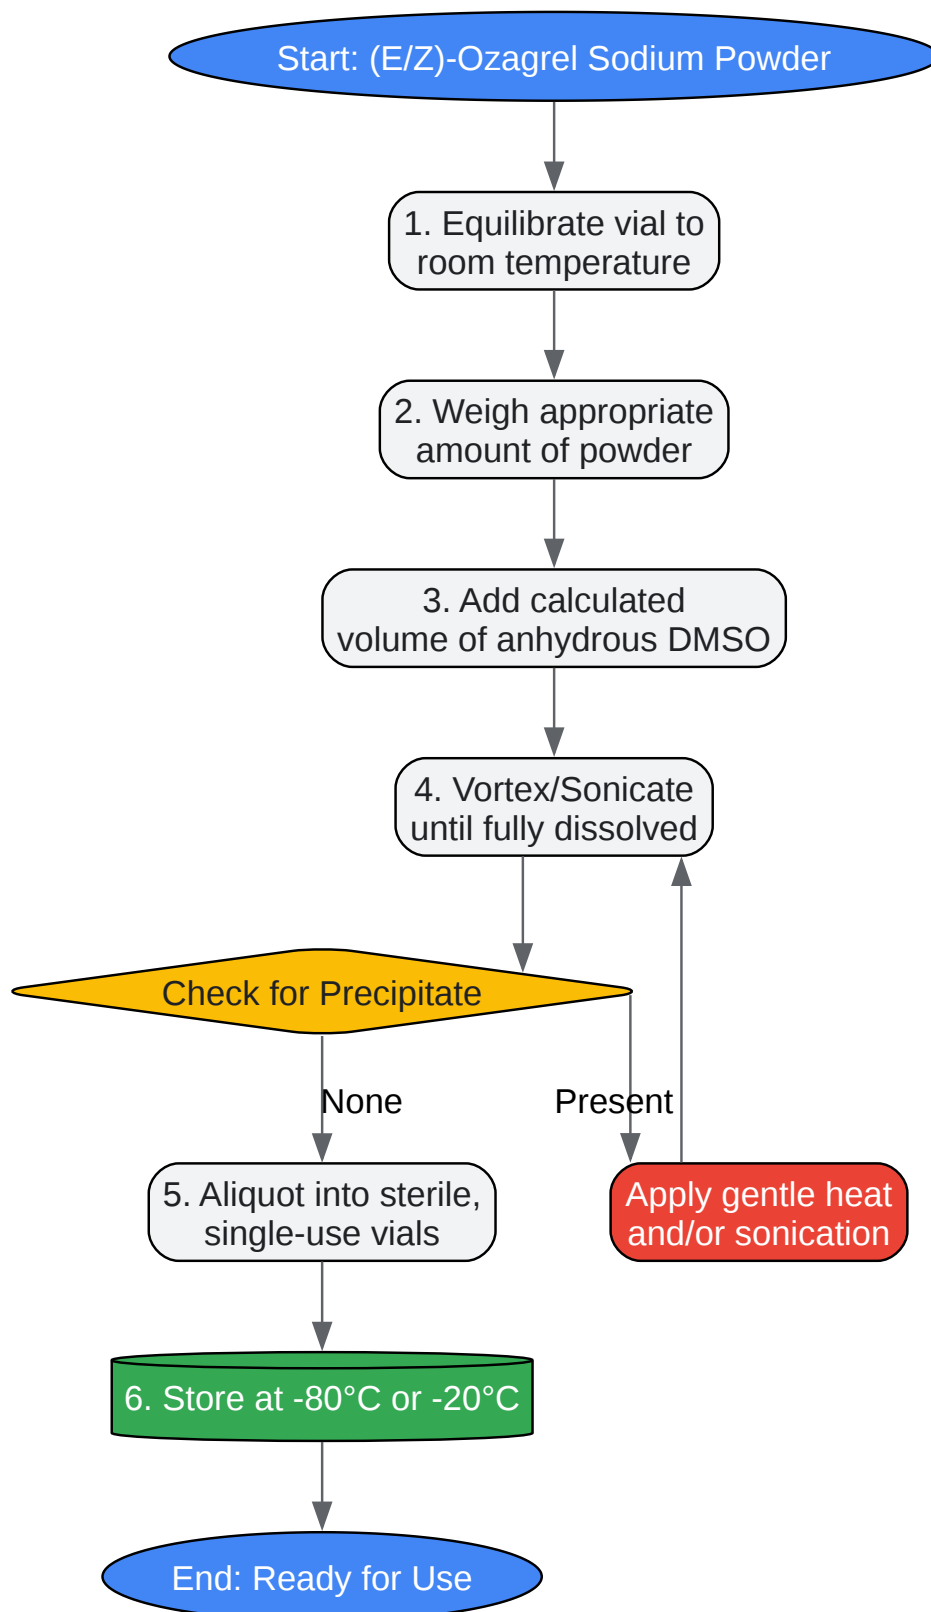 Start: (E/Z)-Ozagrel Sodium Powder
1. Equilibrate vial to
room temperature
2. Weigh appropriate
amount of powder
3. Add calculated
volume of anhydrous DMSO
4. Vortex/Sonicate
until fully dissolved
Check for Precipitate
None
Present
5. Aliquot into sterile,
single-use vials
Apply gentle heat
and/or sonication
6. Store at -80°C or -20°C
End: Ready for Use